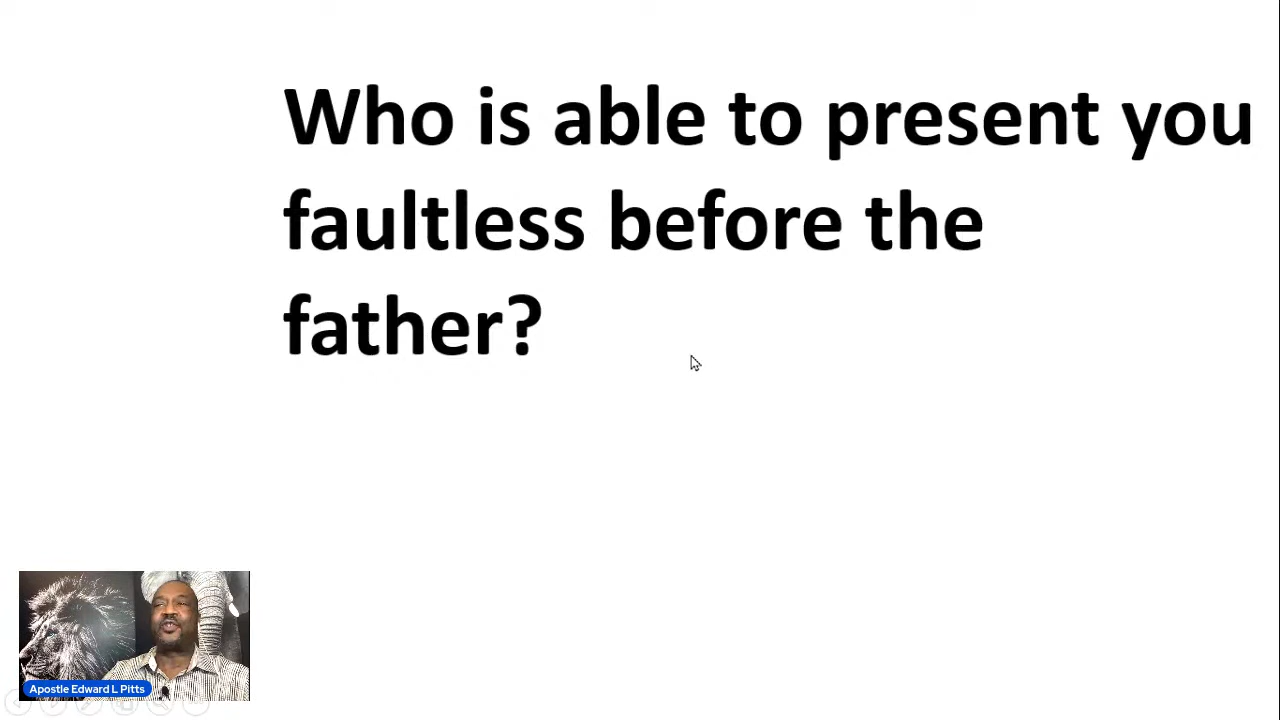 Who is able to present you
faultless before the
father?
Apostle Edward L Pitts